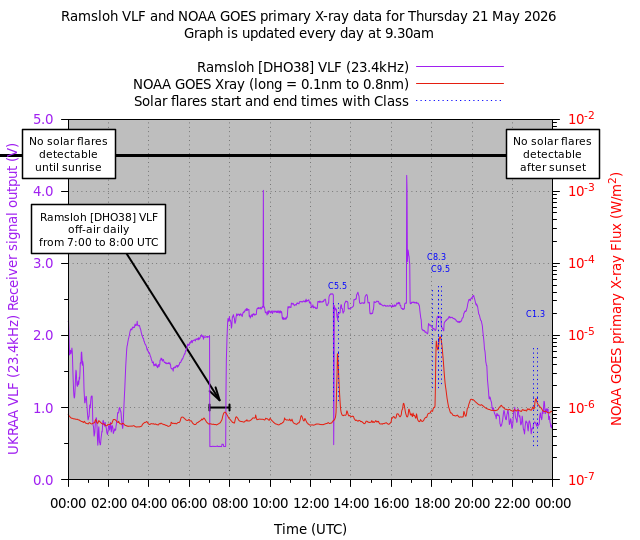 Ramsloh VLF and NOAA GOES primary X-ray data for Thursday 21 May 2026
Graph is updated every day at 9.30am
Ramsloh [DHO38] VLF (23.4kHz)
NOAA GOES Xray (long = 0.1nm to 0.8nm)
Solar flares start and end times with Class
5.0
4.0
3.0
2.0
1.0
0.0
UKRAA VLF (23.4kHz) Receiver signal output (V)
No solar flares
detectable
until sunrise
No solar flares
detectable
after sunset
Ramsloh [DHO38] VLF
off-air daily
from 7:00 to 8:00 UTC
C5.5
C8.3
C9.5
C1.3
10⁻²
10⁻³
10⁻⁴
10⁻⁵
10⁻⁶
10⁻⁷
NOAA GOES primary X-ray Flux (W/m²)
00:00 02:00 04:00 06:00 08:00 10:00 12:00 14:00 16:00 18:00 20:00 22:00 00:00
Time (UTC)